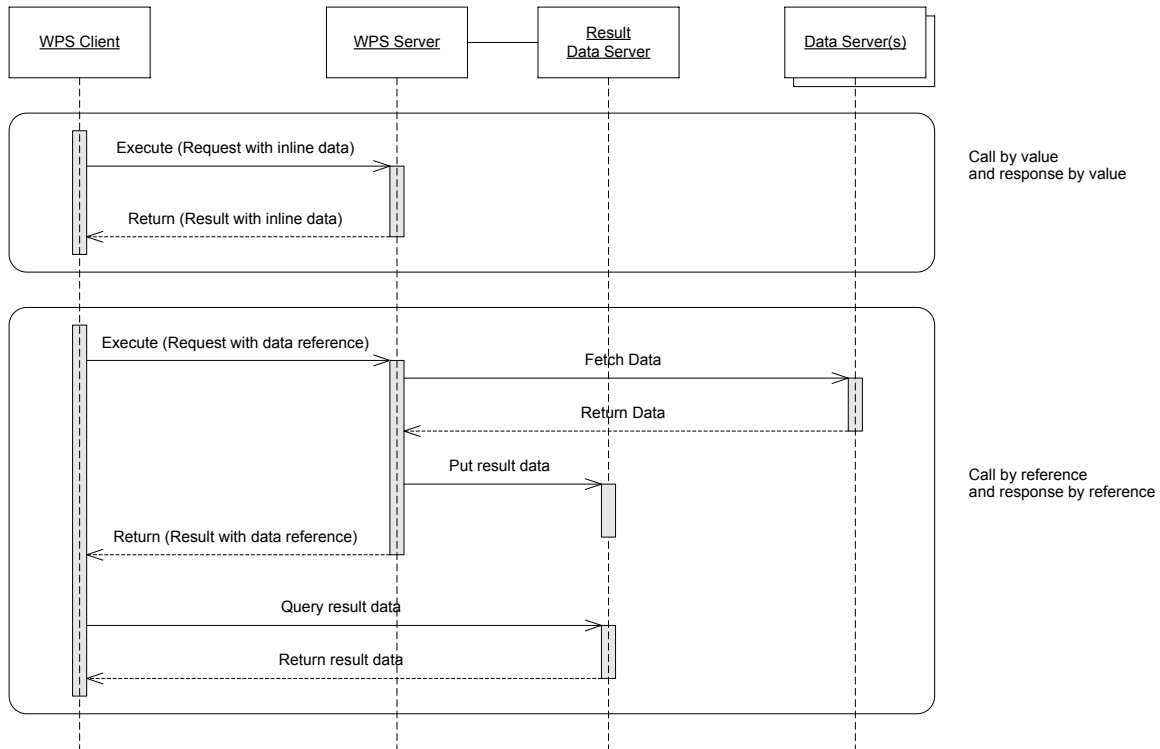 WPS Client
WPS Server
Result
Data Server
Data Server(s)
Execute (Request with inline data)
Call by value
and response by value
Return (Result with inline data)
Execute (Request with data reference)
Fetch Data
Return Data
Put result data
Call by reference
and response by reference
Return (Result with data reference)
Query result data
Return result data